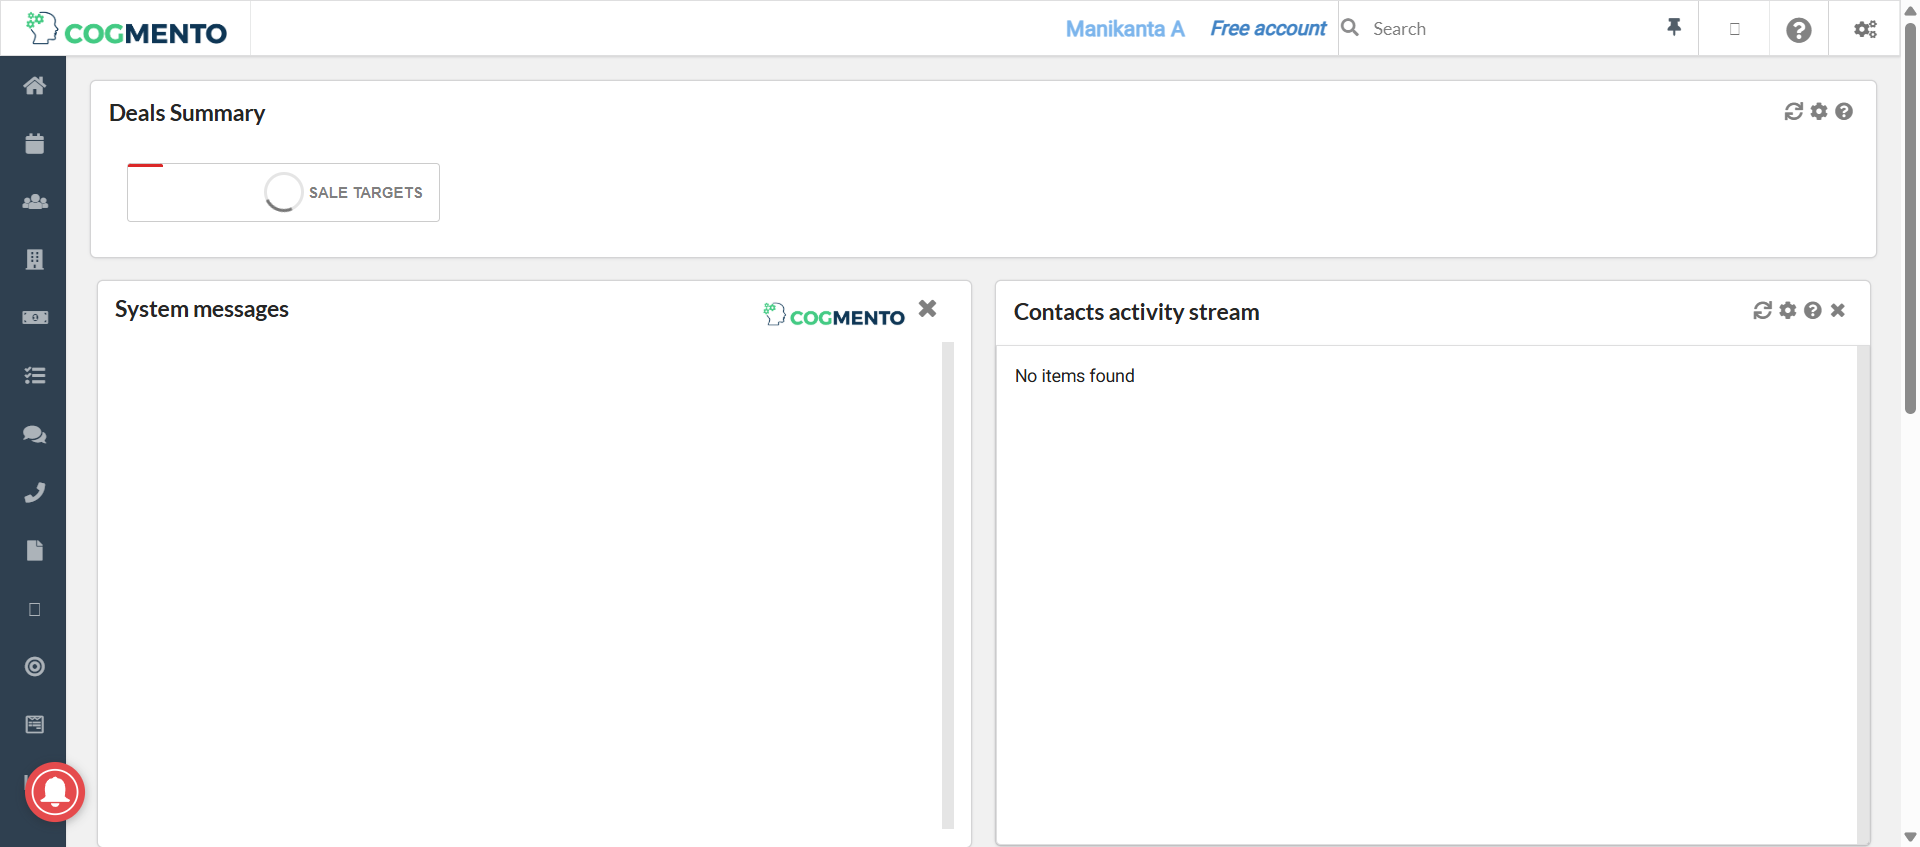 COGMENTO
Manikanta A
Free account
Search
Deals Summary
SALE TARGETS
System messages
COGMENTO
Contacts activity stream
No items found